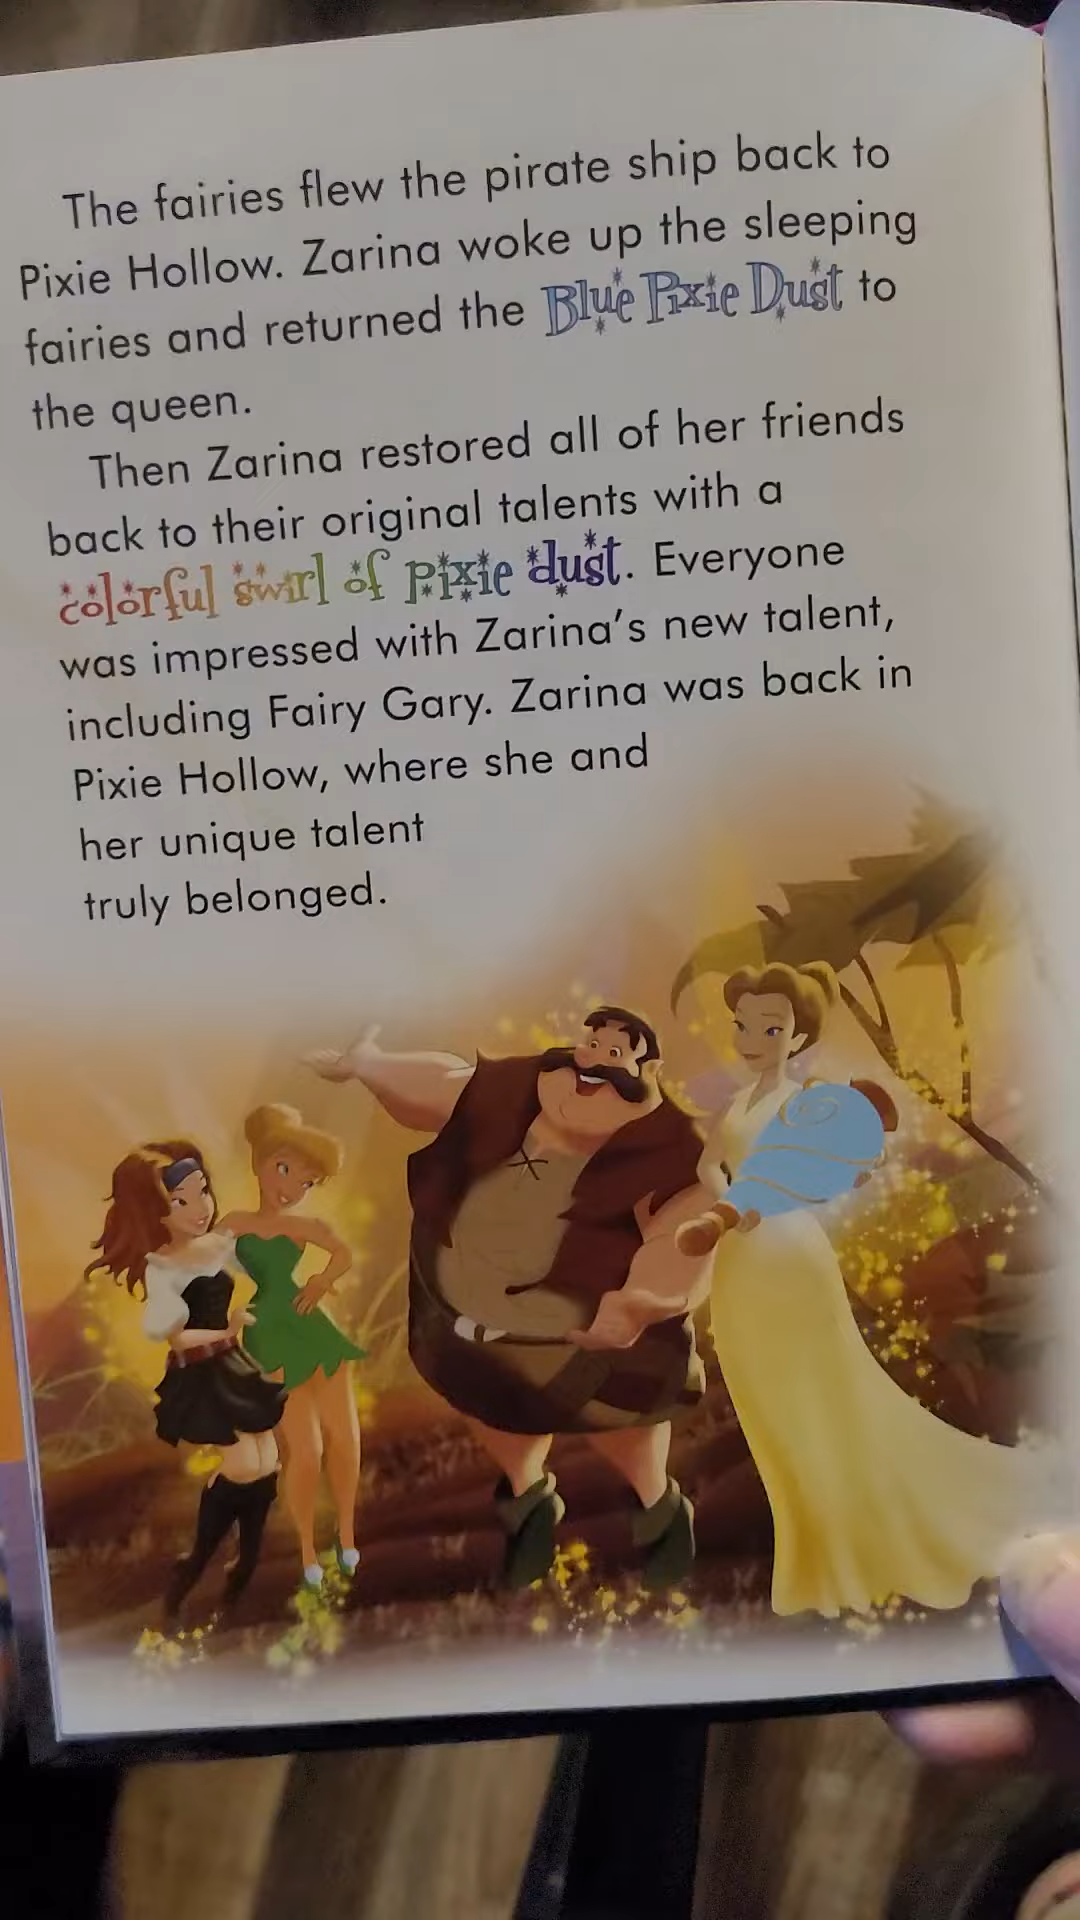 The fairies flew the pirate ship back to
Pixie Hollow. Zarina woke up the sleeping
fairies and returned the Blue Pixie Dust to
the queen.
Then Zarina restored all of her friends
back to their original talents with a
colorful swirl of pixie dust. Everyone
was impressed with Zarina's new talent,
including Fairy Gary. Zarina was back in
Pixie Hollow, where she and
her unique talent
truly belonged.